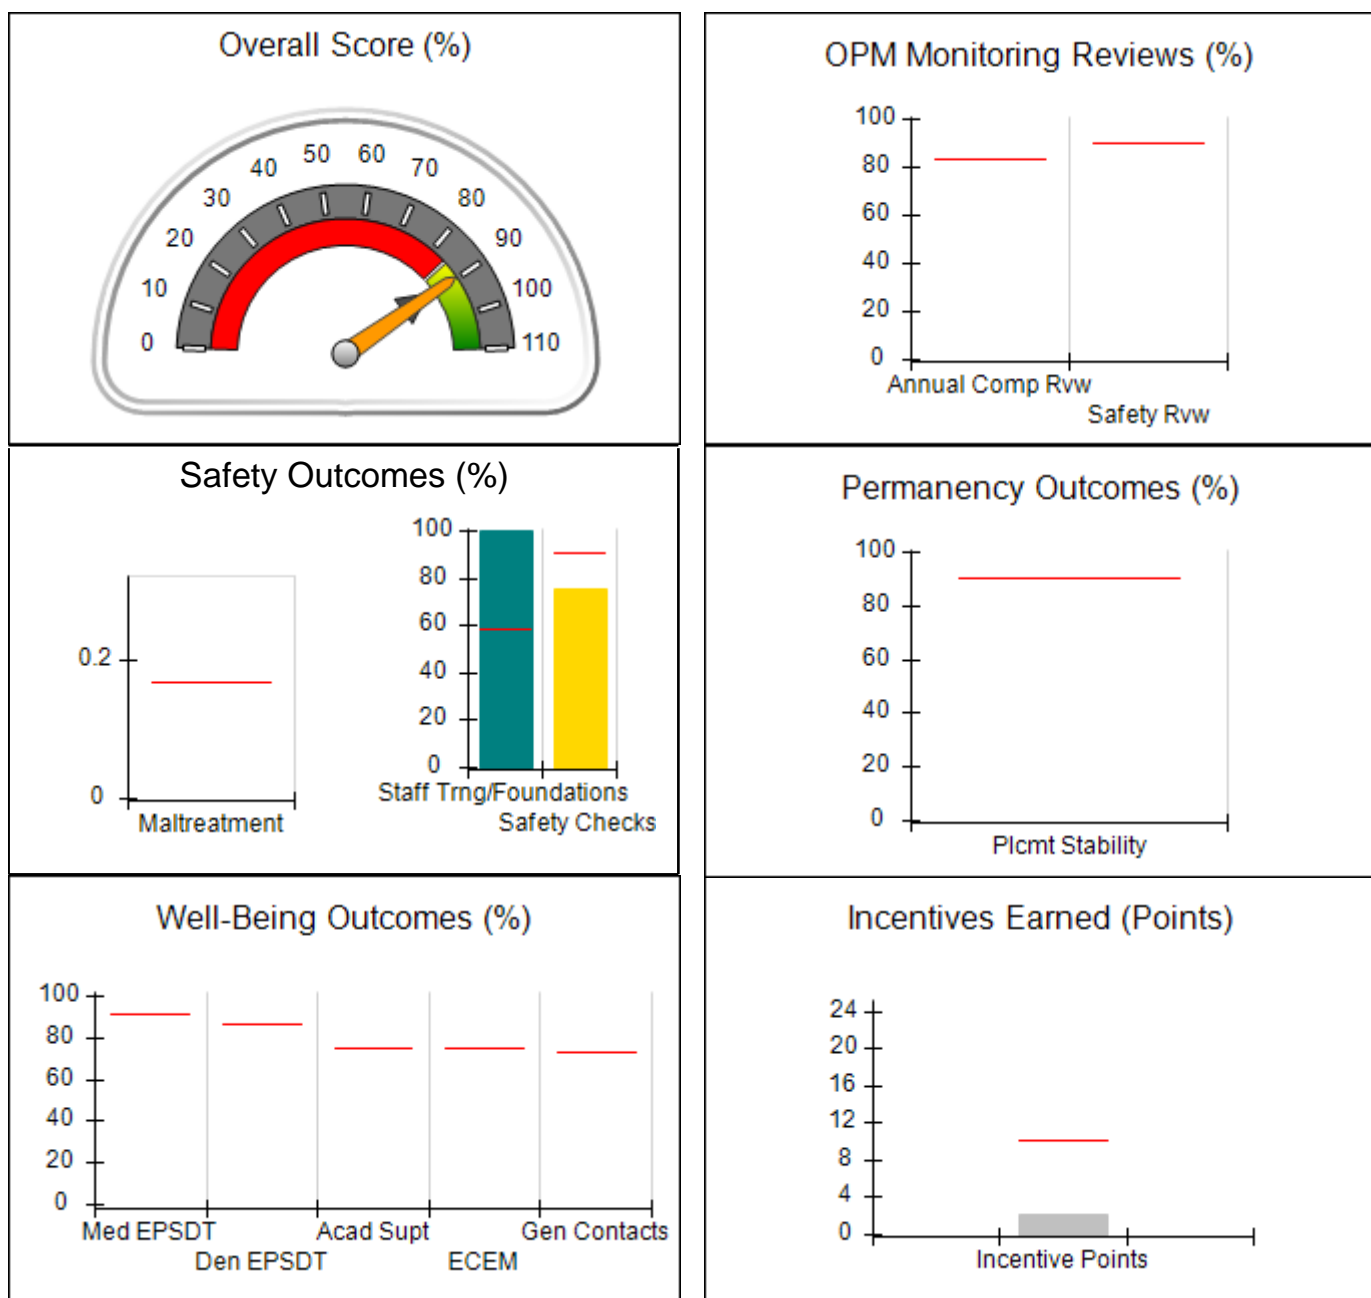 Overall Score (%)
0
10
20
30
40
50
60
70
80
90
100
110
OPM Monitoring Reviews (%)
100
80
60
40
20
0
Annual Comp Rvw
Safety Rvw
Safety Outcomes (%)
0.2
0
Maltreatment
100
80
60
40
20
0
Staff Trng/Foundations
Safety Checks
Permanency Outcomes (%)
100
80
60
40
20
0
Plcmt Stability
Well-Being Outcomes (%)
100
80
60
40
20
0
Med EPSDT
Den EPSDT
Acad Supt
ECEM
Gen Contacts
Incentives Earned (Points)
24
20
16
12
8
4
0
Incentive Points